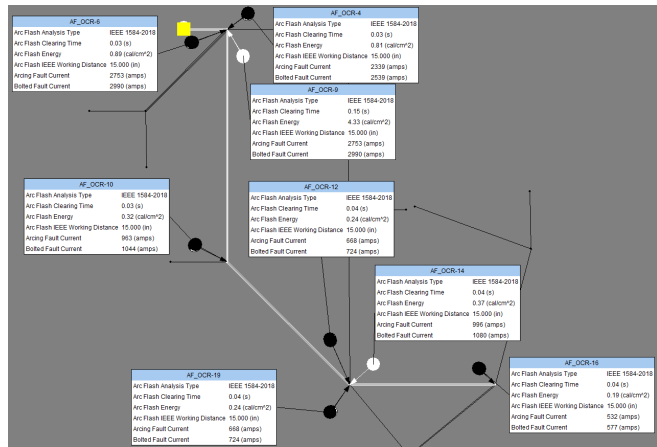 AF_OCR-6
Arc Flash Analysis Type IEEE 1584-2018
Arc Flash Clearing Time 0.03 (s)
Arc Flash Energy 0.89 (cal/cm^2)
Arc Flash IEEE Working Distance 15.000 (in)
Arcing Fault Current 2753 (amps)
Bolted Fault Current 2990 (amps)
AF_OCR-4
Arc Flash Analysis Type IEEE 1584-2018
Arc Flash Clearing Time 0.03 (s)
Arc Flash Energy 0.81 (cal/cm^2)
Arc Flash IEEE Working Distance 15.000 (in)
Arcing Fault Current 2339 (amps)
Bolted Fault Current 2539 (amps)
AF_OCR-9
Arc Flash Analysis Type IEEE 1584-2018
Arc Flash Clearing Time 0.15 (s)
Arc Flash Energy 4.33 (cal/cm^2)
Arc Flash IEEE Working Distance 15.000 (in)
Arcing Fault Current 2753 (amps)
Bolted Fault Current 2990 (amps)
AF_OCR-10
Arc Flash Analysis Type IEEE 1584-2018
Arc Flash Clearing Time 0.03 (s)
Arc Flash Energy 0.32 (cal/cm^2)
Arc Flash IEEE Working Distance 15.000 (in)
Arcing Fault Current 963 (amps)
Bolted Fault Current 1044 (amps)
AF_OCR-12
Arc Flash Analysis Type IEEE 1584-2018
Arc Flash Clearing Time 0.04 (s)
Arc Flash Energy 0.24 (cal/cm^2)
Arc Flash IEEE Working Distance 15.000 (in)
Arcing Fault Current 668 (amps)
Bolted Fault Current 724 (amps)
AF_OCR-14
Arc Flash Analysis Type IEEE 1584-2018
Arc Flash Clearing Time 0.04 (s)
Arc Flash Energy 0.37 (cal/cm^2)
Arc Flash IEEE Working Distance 15.000 (in)
Arcing Fault Current 996 (amps)
Bolted Fault Current 1080 (amps)
AF_OCR-19
Arc Flash Analysis Type IEEE 1584-2018
Arc Flash Clearing Time 0.04 (s)
Arc Flash Energy 0.24 (cal/cm^2)
Arc Flash IEEE Working Distance 15.000 (in)
Arcing Fault Current 668 (amps)
Bolted Fault Current 724 (amps)
AF_OCR-16
Arc Flash Analysis Type IEEE 1584-2018
Arc Flash Clearing Time 0.04 (s)
Arc Flash Energy 0.19 (cal/cm^2)
Arc Flash IEEE Working Distance 15.000 (in)
Arcing Fault Current 532 (amps)
Bolted Fault Current 577 (amps)